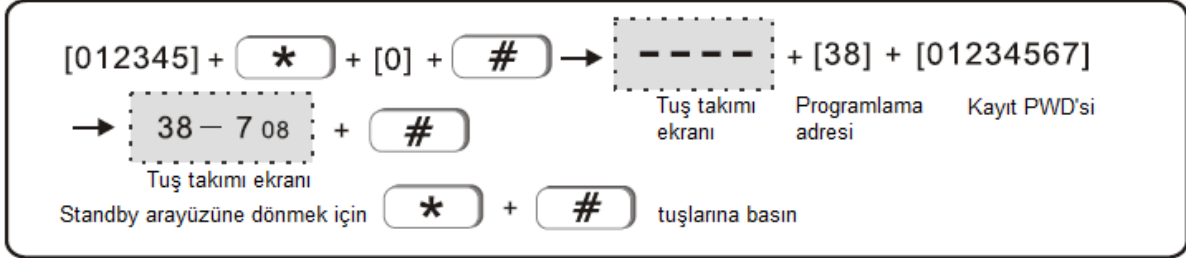 [012345] + * + [0] + # → ---- + [38] + [01234567]
Tuş takımı ekranı Programlama adresi Kayıt PWD'si
→ 38 — 7 08 + #
Tuş takımı ekranı
Standby arayüzüne dönmek için * + # tuşlarına basın